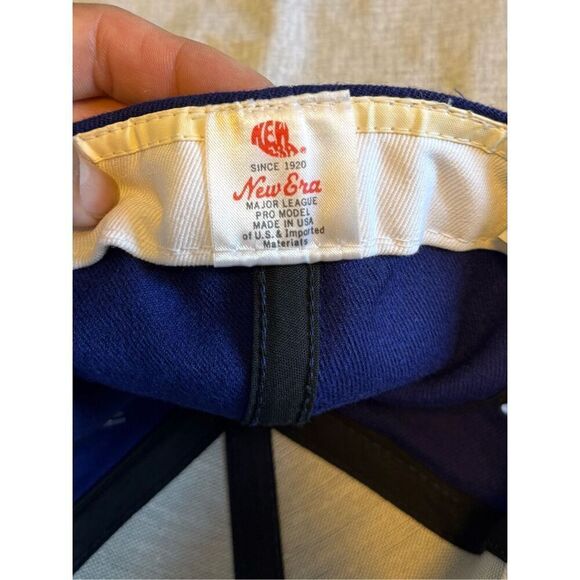 NEW
ERA®
SINCE 1920
New Era
MAJOR LEAGUE
PRO MODEL
MADE IN USA
of U.S. & Imported
Materials